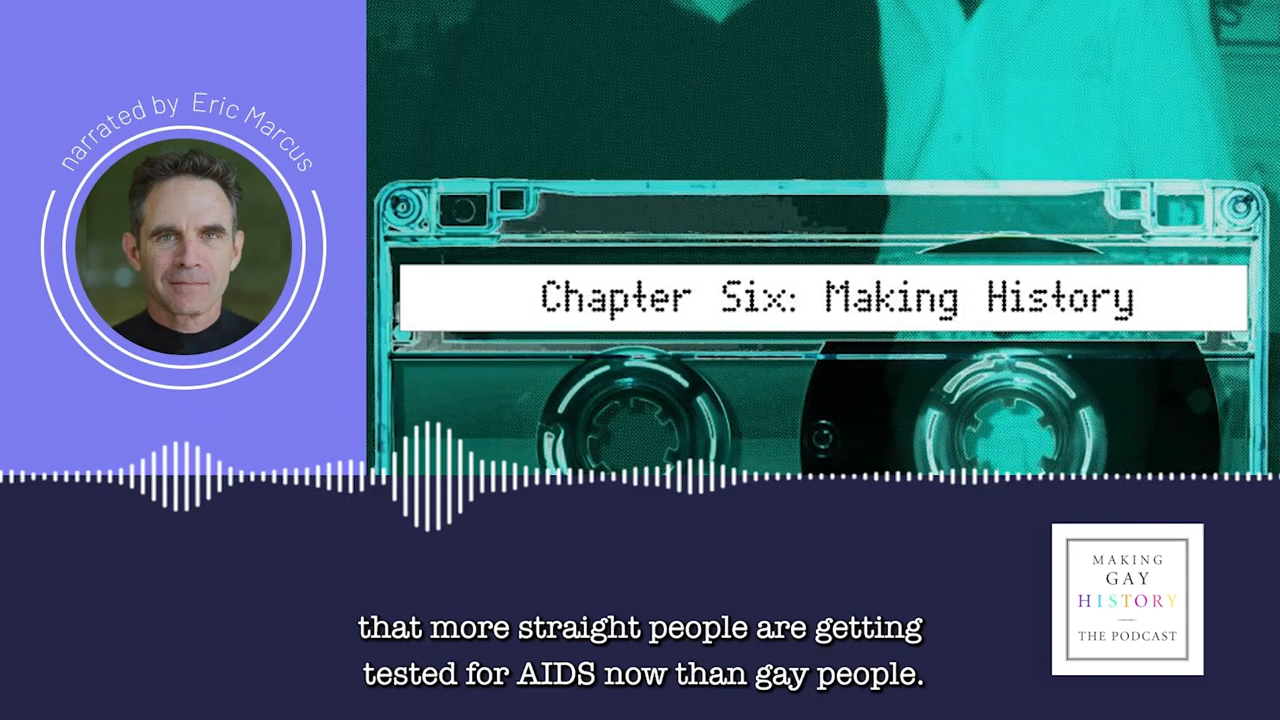 narrated by Eric Marcus
Chapter Six: Making History
that more straight people are getting
tested for AIDS now than gay people.
MAKING
GAY
HISTORY
THE PODCAST